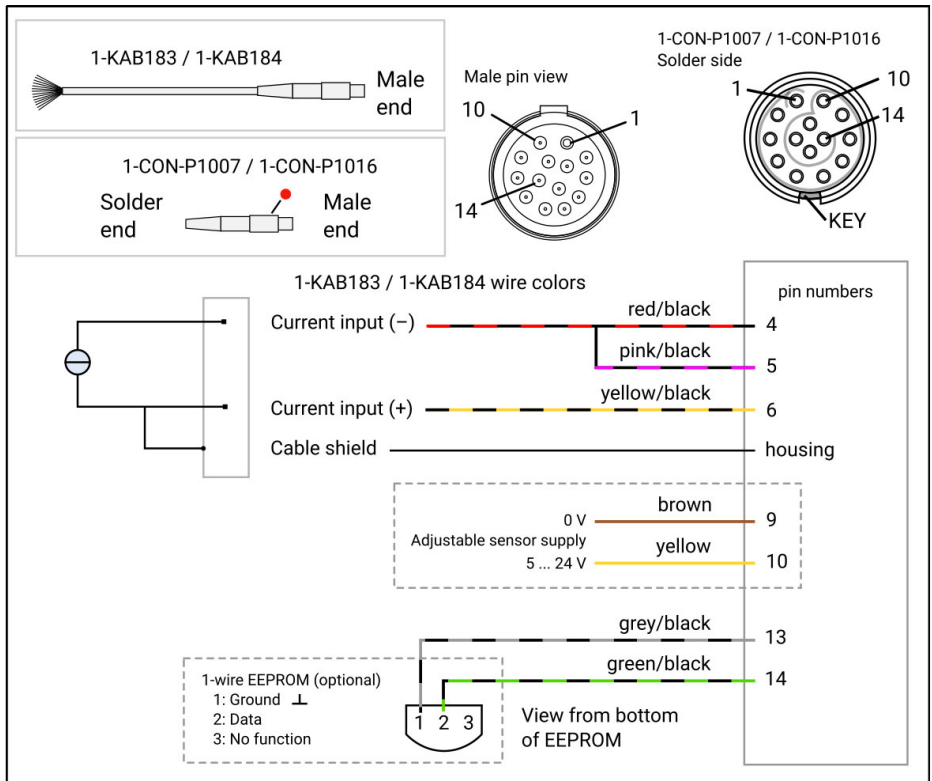 1-KAB183 / 1-KAB184
Male
end
1-CON-P1007 / 1-CON-P1016
Solder
end
Male
end
Male pin view
10
1
14
1-CON-P1007 / 1-CON-P1016
Solder side
1
10
14
KEY
1-KAB183 / 1-KAB184 wire colors
pin numbers
Current input (−)
red/black
4
pink/black
5
Current input (+)
yellow/black
6
Cable shield
housing
0 V
brown
9
Adjustable sensor supply
5 ... 24 V
yellow
10
grey/black
13
green/black
14
1-wire EEPROM (optional)
1: Ground ⊥
2: Data
3: No function
1 2 3
View from bottom
of EEPROM